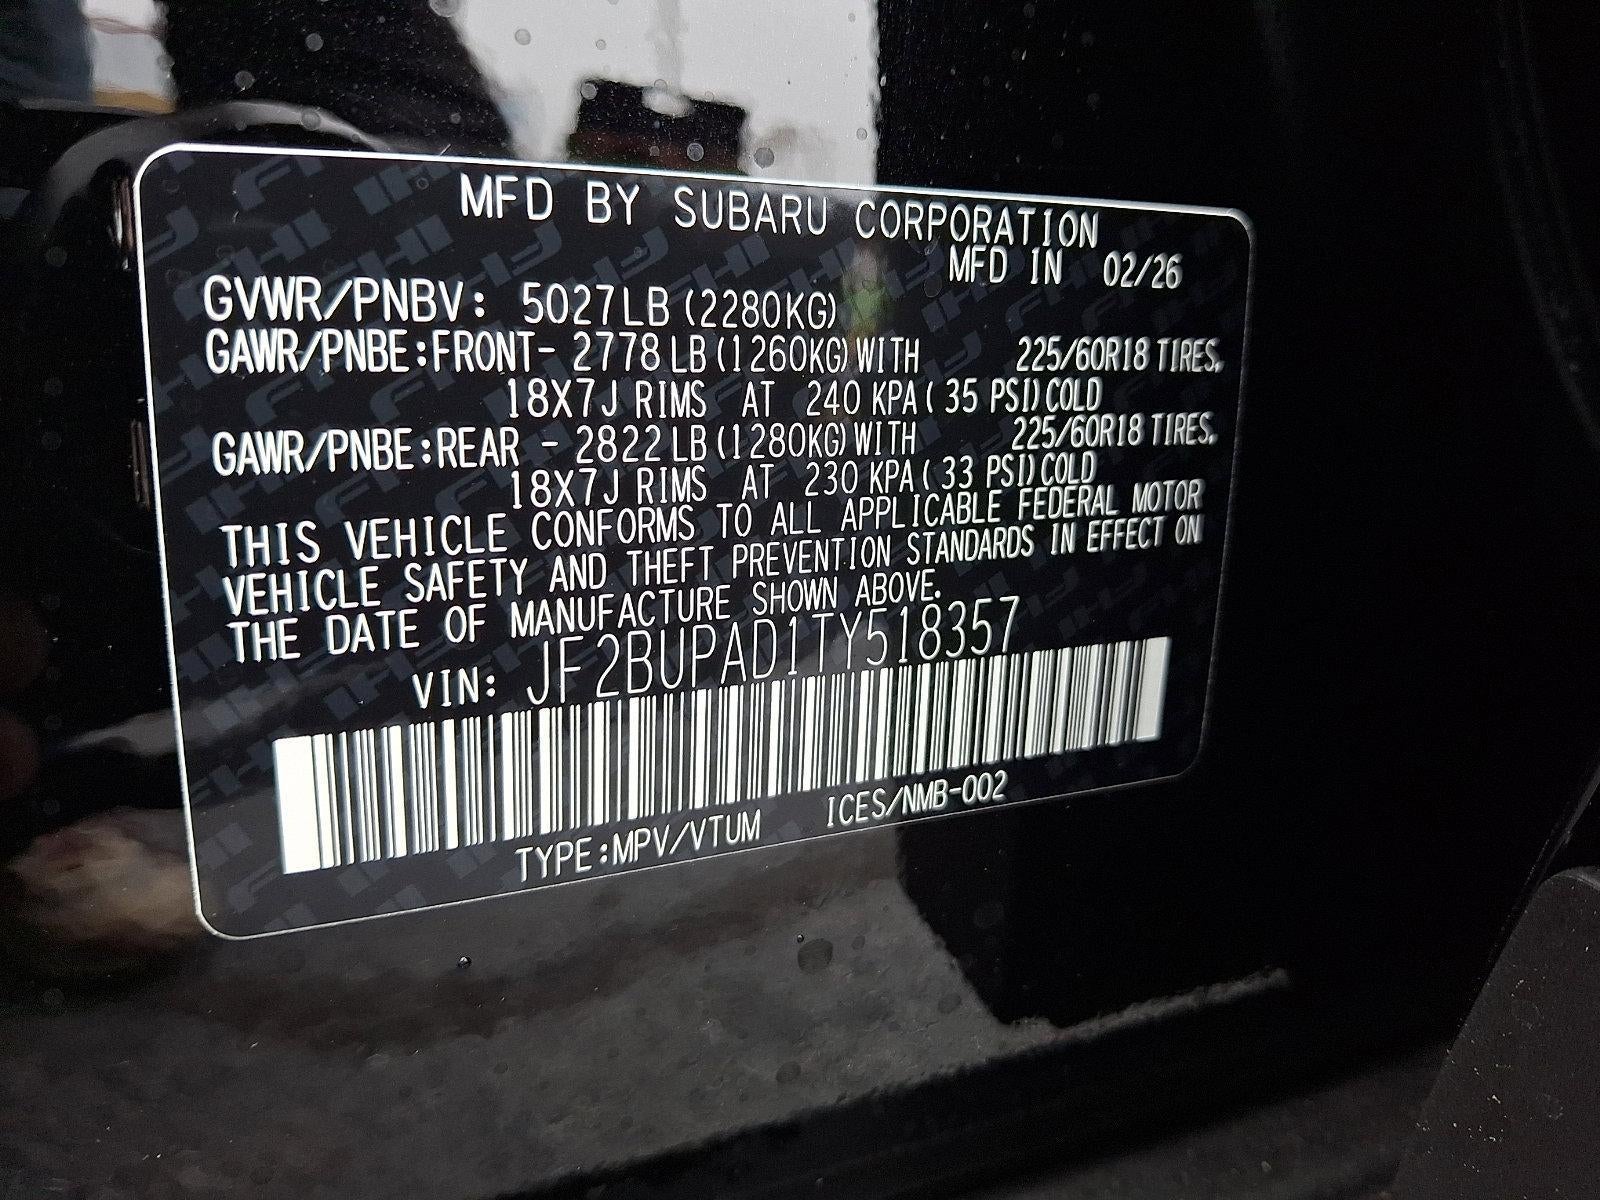 MFD BY SUBARU CORPORATION
MFD IN 02/26
GVWR/PNBV: 5027LB (2280KG)
GAWR/PNBE:FRONT- 2778 LB (1260KG) WITH 225/60R18 TIRES,
18X7J RIMS AT 240 KPA( 35 PSI) COLD
GAWR/PNBE:REAR - 2822 LB (1280KG) WITH 225/60R18 TIRES,
18X7J RIMS AT 230 KPA( 33 PSI) COLD
THIS VEHICLE CONFORMS TO ALL APPLICABLE FEDERAL MOTOR
VEHICLE SAFETY AND THEFT PREVENTION STANDARDS IN EFFECT ON
THE DATE OF MANUFACTURE SHOWN ABOVE.
VIN: JF2BUPAD1TY518357
TYPE:MPV/VTUM ICES/NMB-002